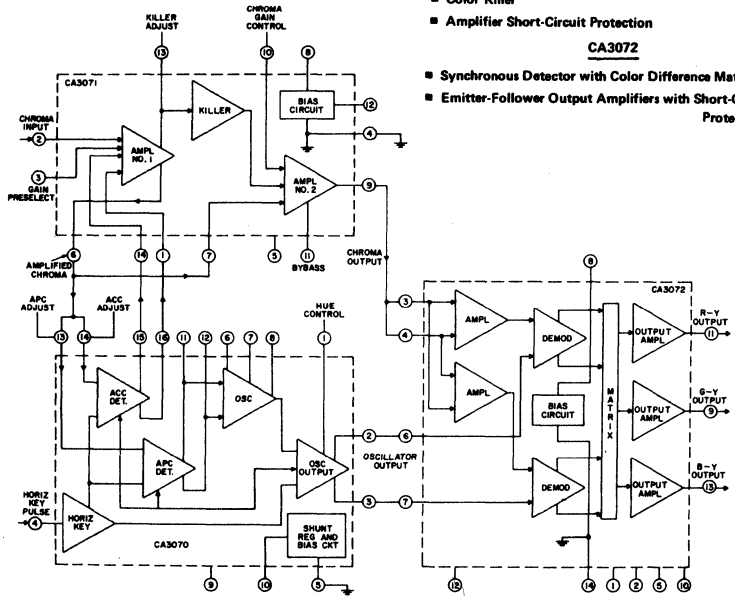 ■ Color Killer
■ Amplifier Short-Circuit Protection
CA3072
■ Synchronous Detector with Color Difference Mat
■ Emitter-Follower Output Amplifiers with Short-C
Prote
KILLER
ADJUST
CHROMA
GAIN
CONTROL
13
10
8
CA3071
KILLER
BIAS
CIRCUIT
12
CHROMA
INPUT
2
4
AMPL
NO. 1
3
GAIN
PRESELECT
AMPL
NO. 2
9
6
14
1
7
5
11
BYBASS
AMPLIFIED
CHROMA
CHROMA
OUTPUT
8
CA3072
APC
ADJUST
ACC
ADJUST
HUE
CONTROL
13
14
15
16
11
12
6
7
8
1
3
4
AMPL
DEMOD
OUTPUT
AMPL
R-Y
OUTPUT
11
ACC
DET.
OSC
AMPL
BIAS
CIRCUIT
MATRIX
OUTPUT
AMPL
G-Y
OUTPUT
9
APC
DET.
OSC
OUTPUT
2
6
OSCILLATOR
OUTPUT
3
7
DEMOD
OUTPUT
AMPL
B-Y
OUTPUT
13
HORIZ
KEY
PULSE
4
HORIZ
KEY
CA3070
SHUNT
REG AND
BIAS CKT
9
10
5
12
14
1
2
5
10